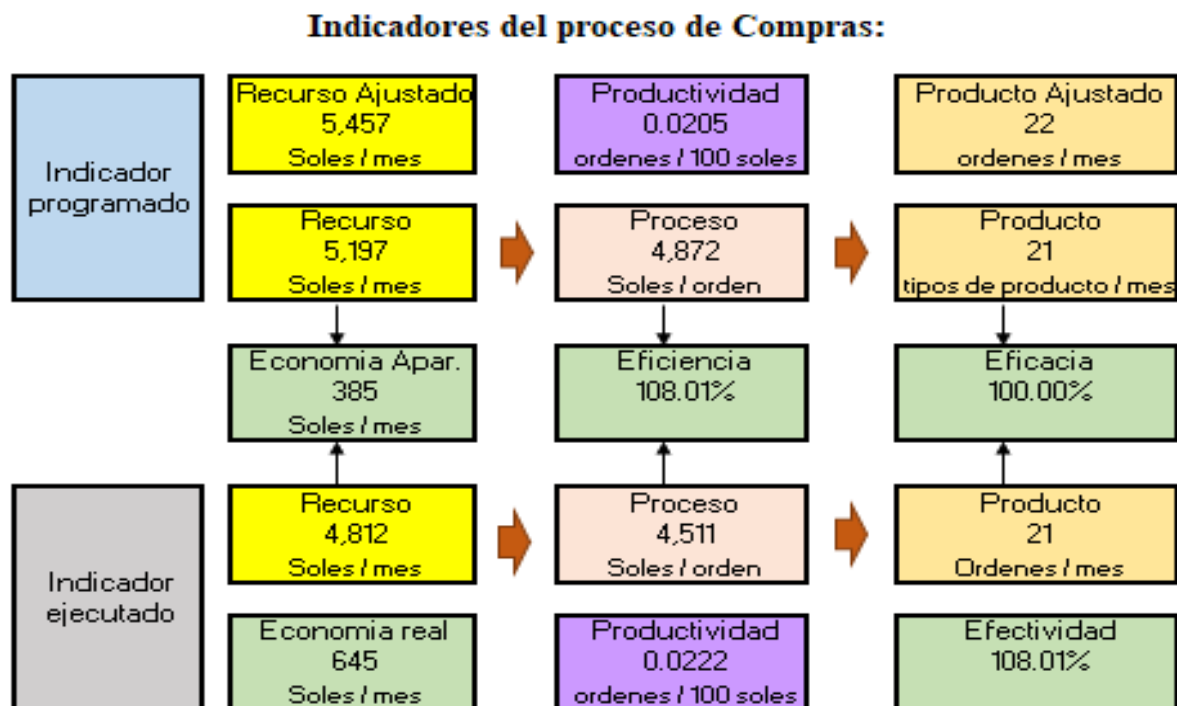 Indicadores del proceso de Compras:
Indicador
programado
Recurso Ajustado
5,457
Soles / mes
Productividad
0.0205
ordenes / 100 soles
Producto Ajustado
22
ordenes / mes
Recurso
5,197
Soles / mes
Proceso
4,872
Soles / orden
Producto
21
tipos de producto / mes
Economia Apar.
385
Soles / mes
Eficiencia
108.01%
Eficacia
100.00%
Indicador
ejecutado
Recurso
4,812
Soles / mes
Proceso
4,511
Soles / orden
Producto
21
Ordenes / mes
Economia real
645
Soles / mes
Productividad
0.0222
ordenes / 100 soles
Efectividad
108.01%